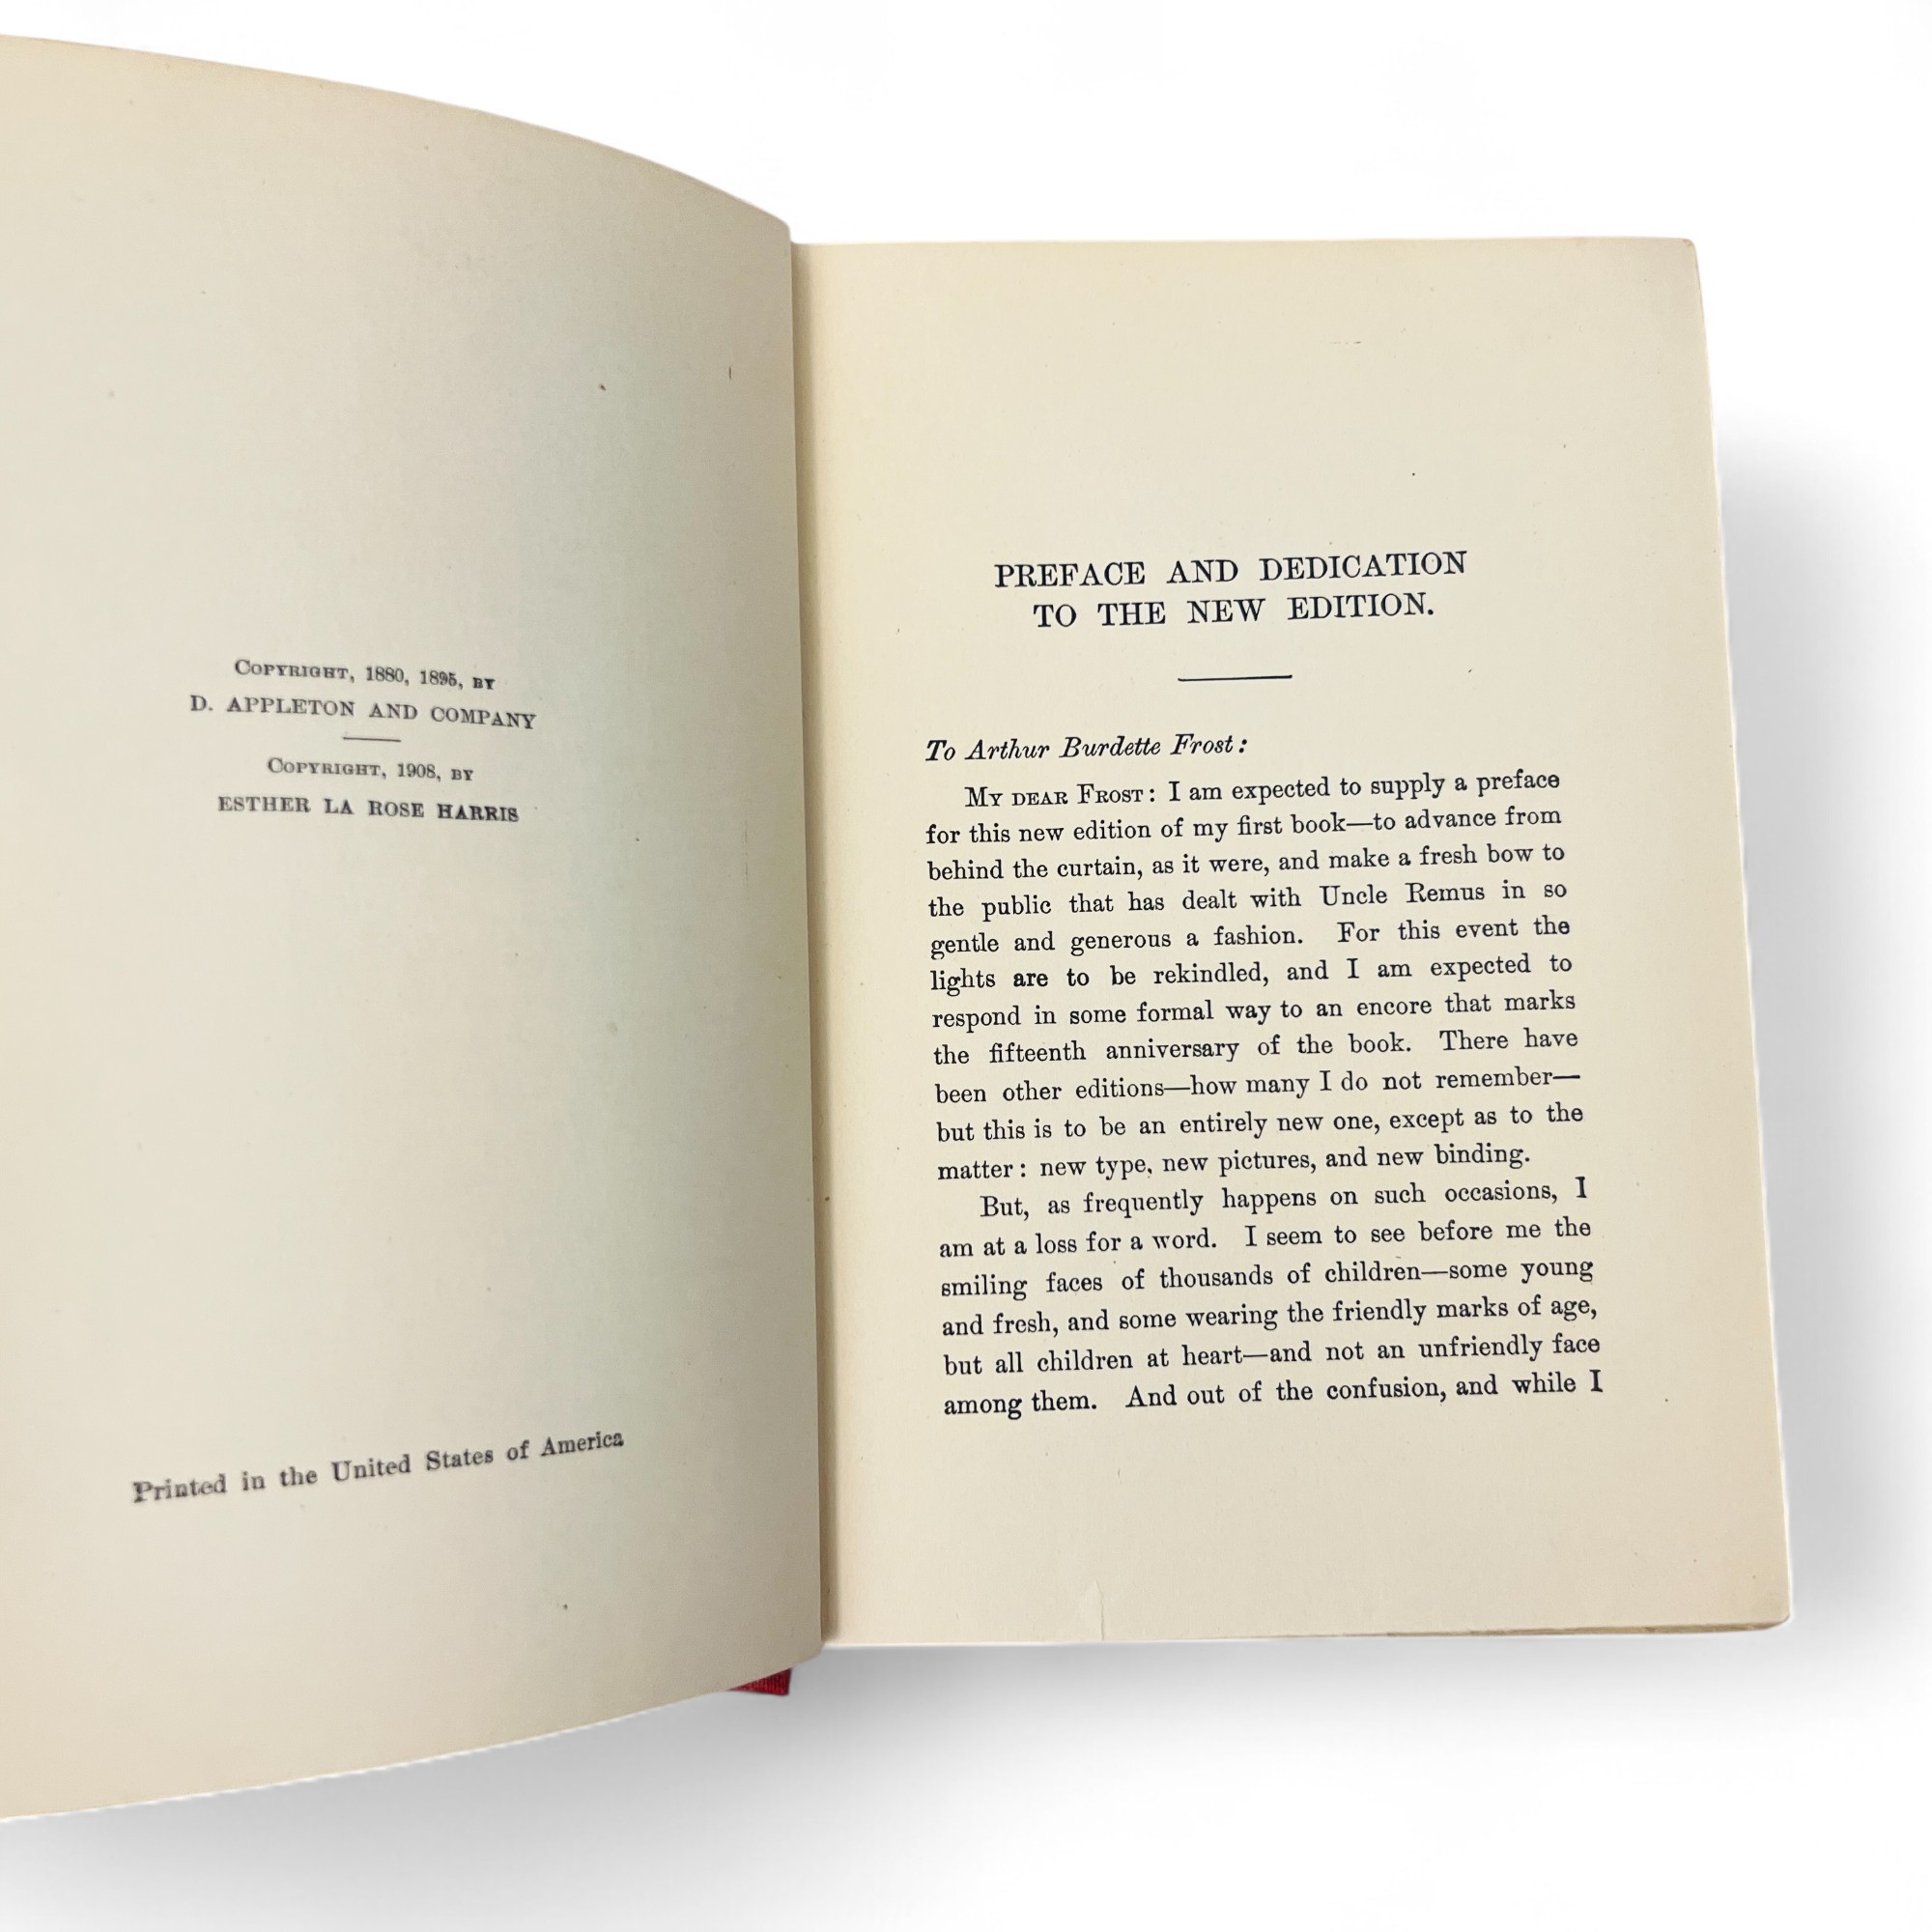 COPYRIGHT, 1880, 1895, BY
D. APPLETON AND COMPANY
COPYRIGHT, 1908, BY
ESTHER LA ROSE HARRIS
Printed in the United States of America
PREFACE AND DEDICATION
TO THE NEW EDITION.
To Arthur Burdette Frost:
MY DEAR FROST: I am expected to supply a preface
for this new edition of my first book—to advance from
behind the curtain, as it were, and make a fresh bow to
the public that has dealt with Uncle Remus in so
gentle and generous a fashion. For this event the
lights are to be rekindled, and I am expected to
respond in some formal way to an encore that marks
the fifteenth anniversary of the book. There have
been other editions—how many I do not remember—
but this is to be an entirely new one, except as to the
matter: new type, new pictures, and new binding.
But, as frequently happens on such occasions, I
am at a loss for a word. I seem to see before me the
smiling faces of thousands of children—some young
and fresh, and some wearing the friendly marks of age,
but all children at heart—and not an unfriendly face
among them. And out of the confusion, and while I